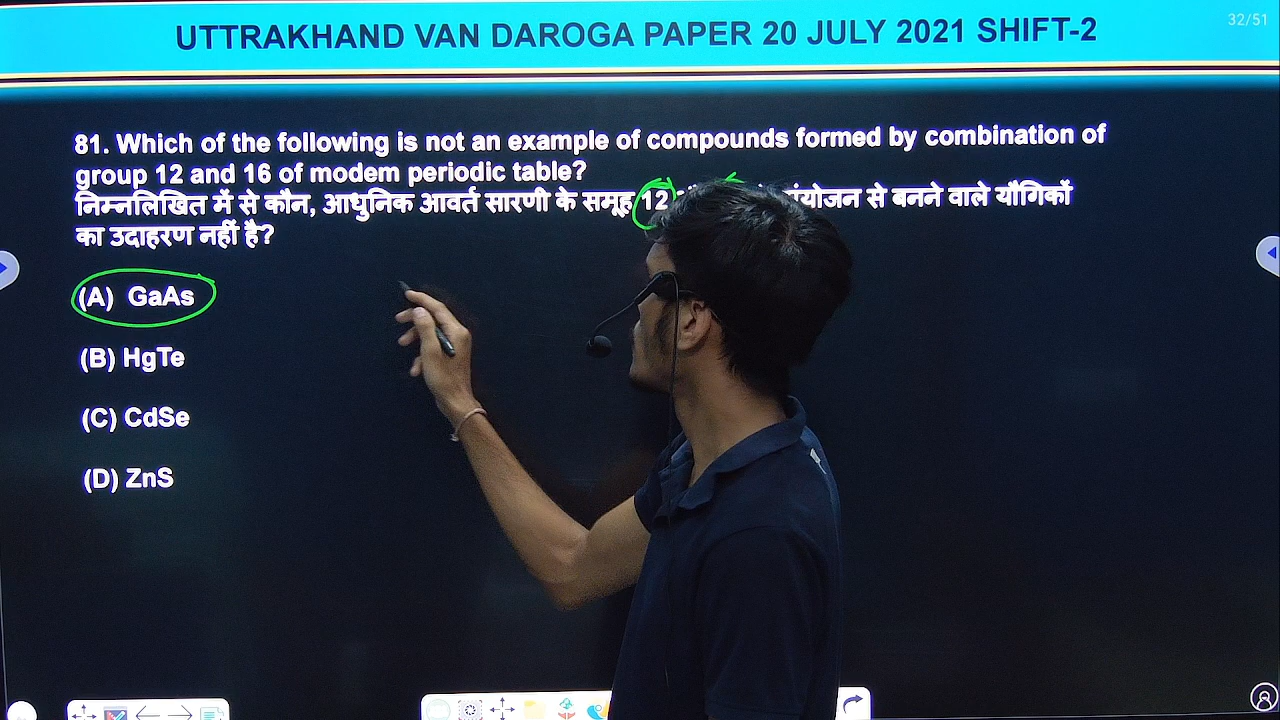 32/51
UTTRAKHAND VAN DAROGA PAPER 20 JULY 2021 SHIFT-2
81. Which of the following is not an example of compounds formed by combination of
group 12 and 16 of modem periodic table?
निम्नलिखित में से कौन, आधुनिक आवर्त सारणी के समूह 12 से बनने वाले यौगिकों
का उदाहरण नहीं है?
(A) GaAs
(B) HgTe
(C) CdSe
(D) ZnS